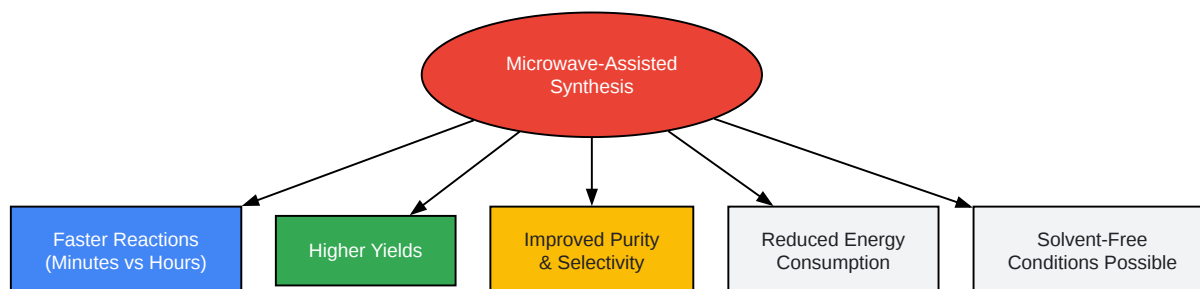 Microwave-Assisted
Synthesis
Faster Reactions
(Minutes vs Hours)
Higher Yields
Improved Purity
& Selectivity
Reduced Energy
Consumption
Solvent-Free
Conditions Possible